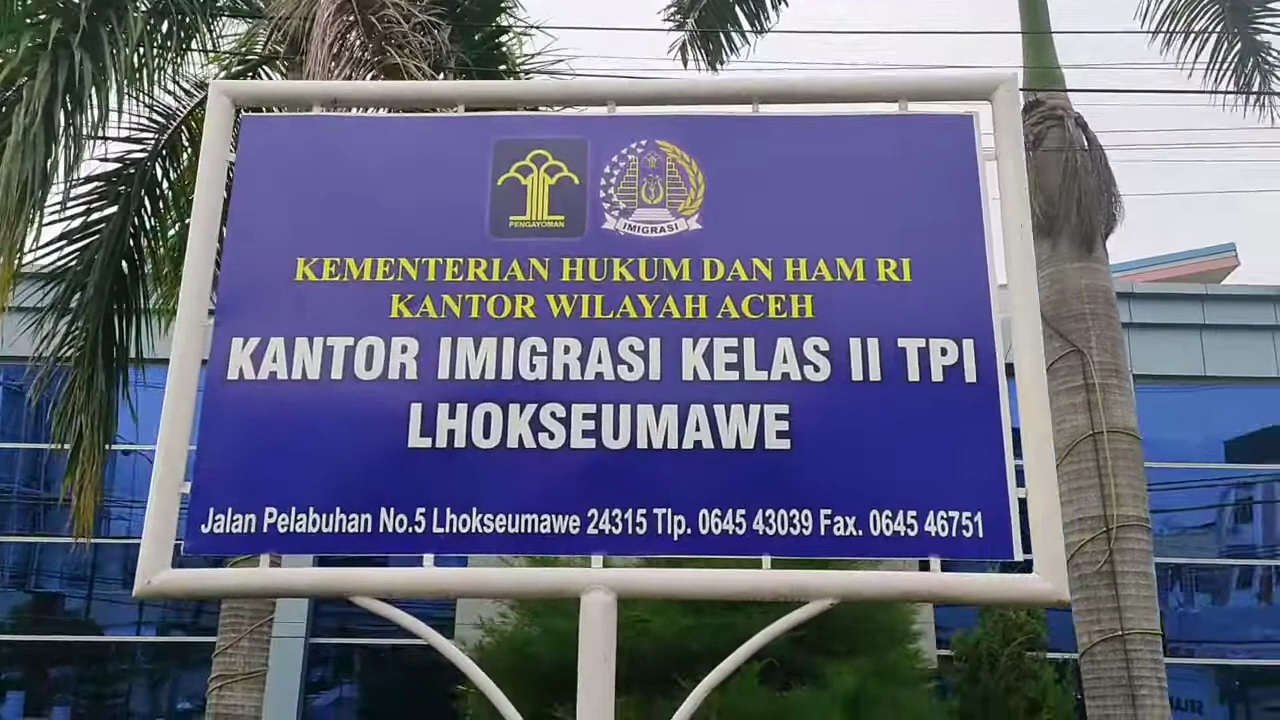 PENGAYOMAN
IMIGRASI
KEMENTERIAN HUKUM DAN HAM RI
KANTOR WILAYAH ACEH
KANTOR IMIGRASI KELAS II TPI
LHOKSEUMAWE
Jalan Pelabuhan No.5 Lhokseumawe 24315 Tlp. 0645 43039 Fax. 0645 46751